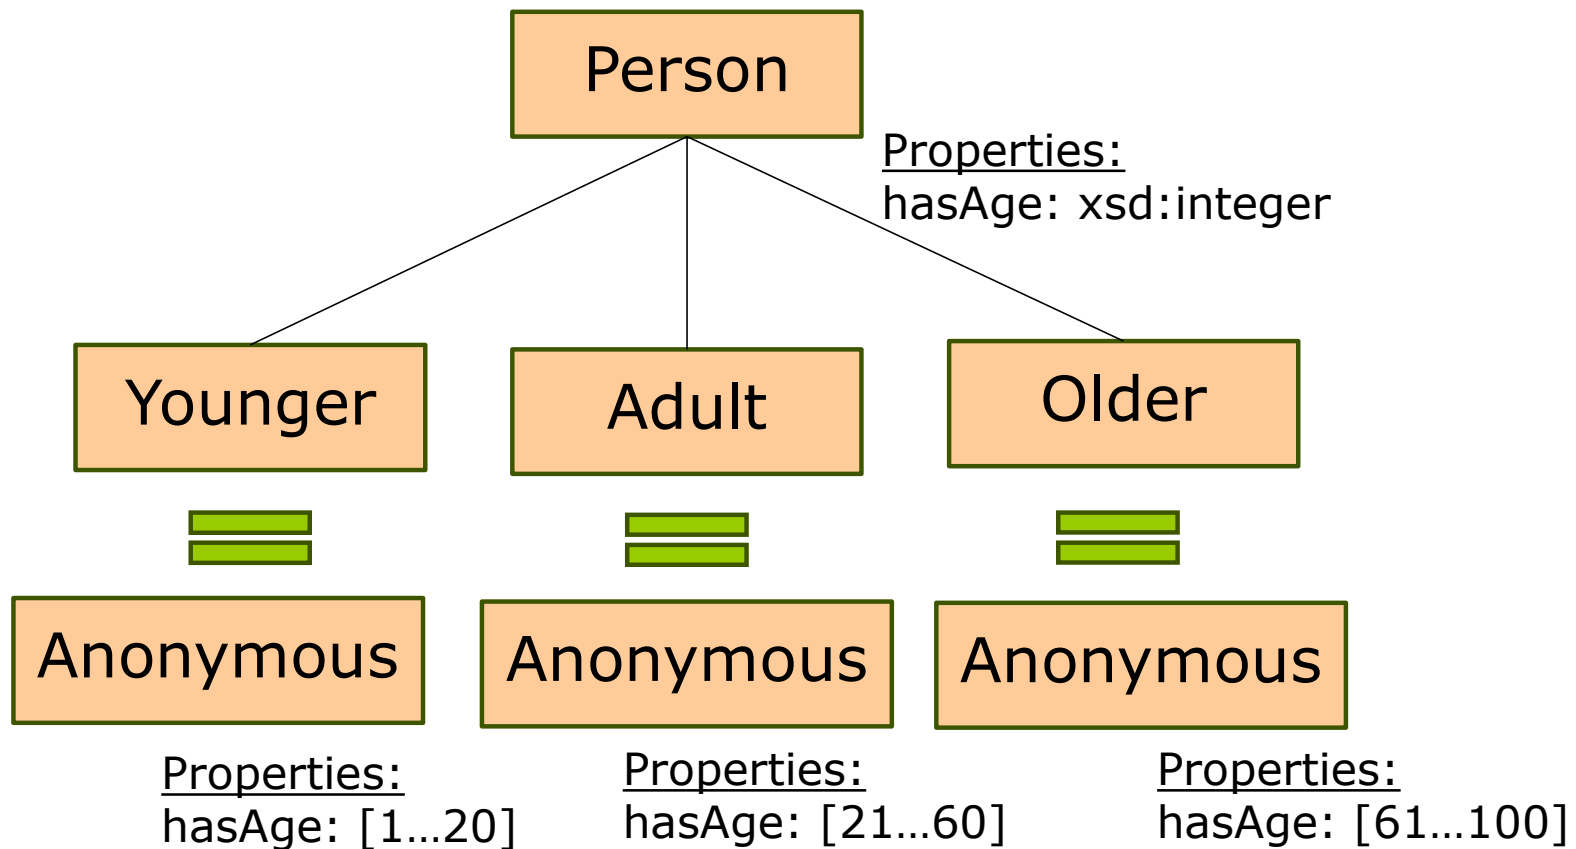 Person
Properties:
hasAge: xsd:integer
Younger
Adult
Older
Anonymous
Anonymous
Anonymous
Properties:
hasAge: [1...20]
Properties:
hasAge: [21...60]
Properties:
hasAge: [61...100]